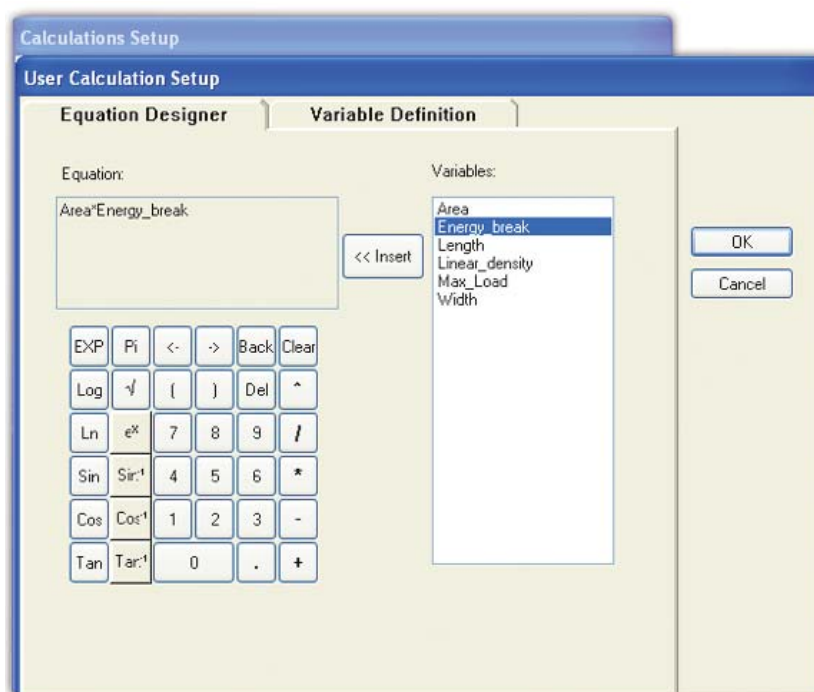 Calculations Setup
User Calculation Setup
Equation Designer Variable Definition
Equation:
Area*Energy_break
<< Insert
Variables:
Area
Energy_break
Length
Linear_density
Max_Load
Width
OK
Cancel
EXP Pi <- -> Back Clear
Log √ ( ) Del ^
Ln eˣ 7 8 9 /
Sin Sin⁻¹ 4 5 6 *
Cos Cos⁻¹ 1 2 3 -
Tan Tan⁻¹ 0 . +